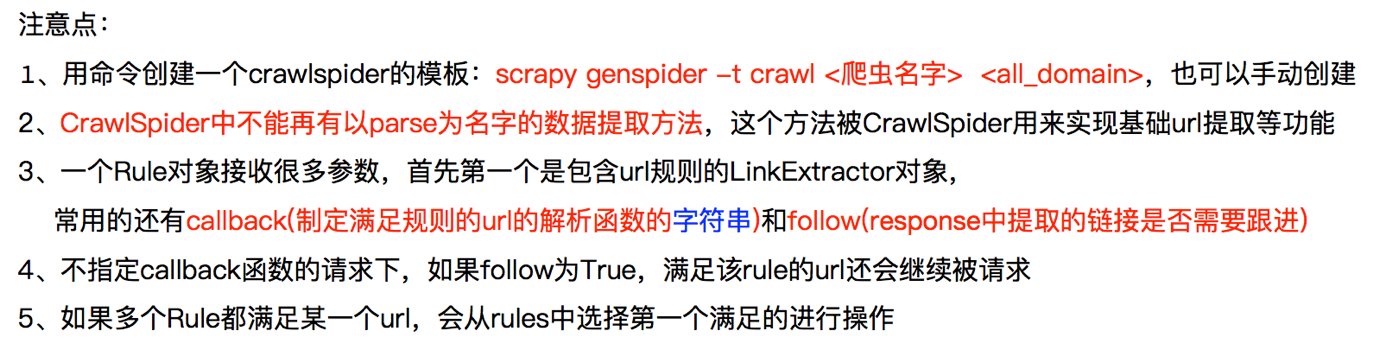 注意点：
1、用命令创建一个crawlspider的模板：scrapy genspider -t crawl <爬虫名字> <all_domain>，也可以手动创建
2、CrawlSpider中不能再有以parse为名字的数据提取方法，这个方法被CrawlSpider用来实现基础url提取等功能
3、一个Rule对象接收很多参数，首先第一个是包含url规则的LinkExtractor对象，
常用的还有callback(制定满足规则的url的解析函数的字符串)和follow(response中提取的链接是否需要跟进)
4、不指定callback函数的请求下，如果follow为True，满足该rule的url还会继续被请求
5、如果多个Rule都满足某一个url，会从rules中选择第一个满足的进行操作